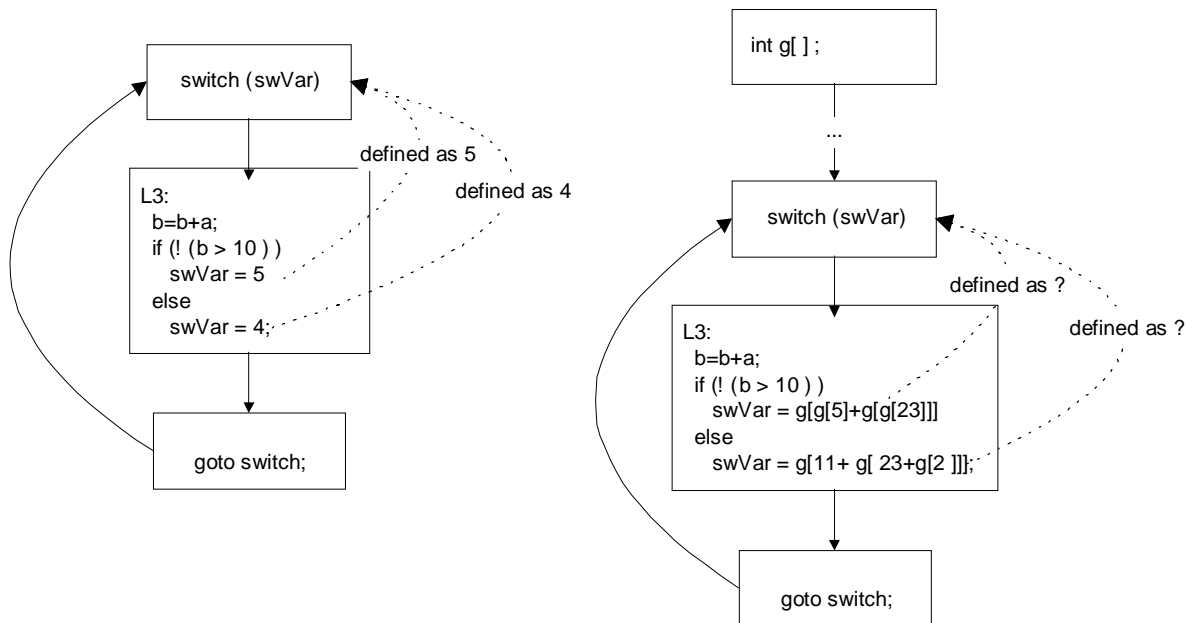 switch (swVar)
defined as 5
defined as 4
L3:
b=b+a;
if (! (b > 10 ) )
swVar = 5
else
swVar = 4;
goto switch;
int g[ ] ;
...
switch (swVar)
defined as ?
defined as ?
L3:
b=b+a;
if (! (b > 10 ) )
swVar = g[g[5]+g[g[23]]]
else
swVar = g[11+ g[ 23+g[2 ]]];
goto switch;